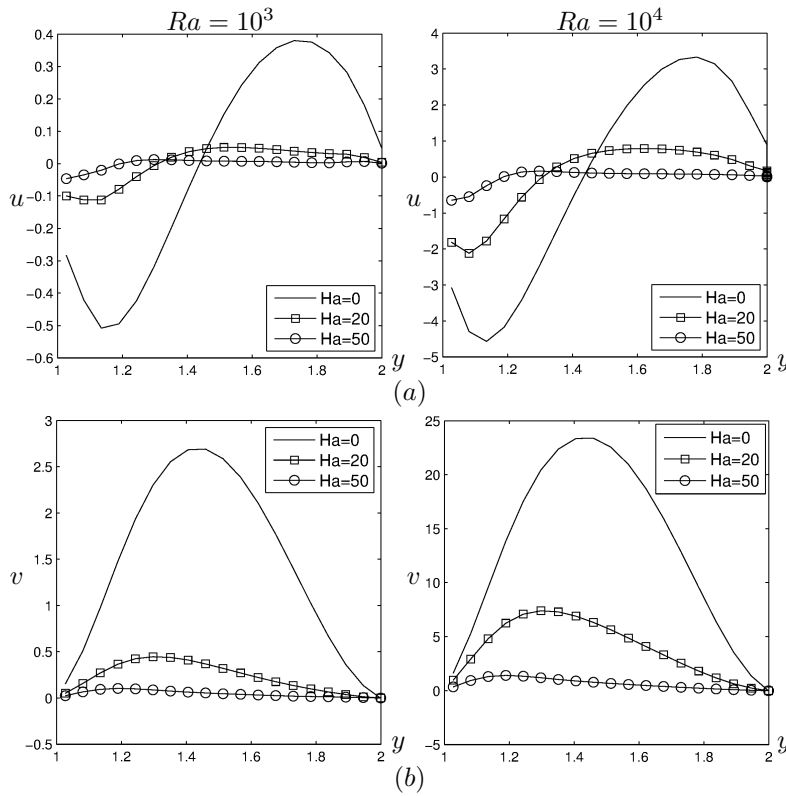 Ra = 10³ Ra = 10⁴
0.4
0.3
0.2
0.1
0
−0.1
−0.2
−0.3
−0.4
−0.5
−0.6
u
1 1.2 1.4 1.6 1.8 2
y
Ha=0
Ha=20
Ha=50
4
3
2
1
0
−1
−2
−3
−4
−5
u
1 1.2 1.4 1.6 1.8 2
y
Ha=0
Ha=20
Ha=50
(a)
3
2.5
2
1.5
1
0.5
0
−0.5
v
1 1.2 1.4 1.6 1.8 2
y
Ha=0
Ha=20
Ha=50
25
20
15
10
5
0
−5
v
1 1.2 1.4 1.6 1.8 2
y
Ha=0
Ha=20
Ha=50
(b)